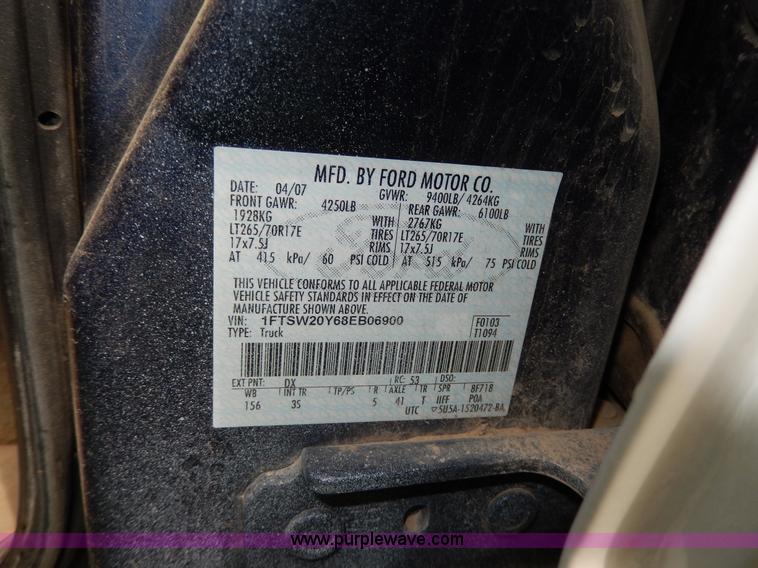 MFD. BY FORD MOTOR CO.
DATE: 04/07 GVWR: 9400LB/ 4264KG
FRONT GAWR: 4250LB REAR GAWR: 6100LB
1928KG WITH 2767KG WITH
LT265/70R17E TIRES LT265/70R17E TIRES
17x7.5J RIMS 17x7.5J RIMS
AT 415 kPa/ 60 PSI COLD AT 515 kPa/ 75 PSI COLD
THIS VEHICLE CONFORMS TO ALL APPLICABLE FEDERAL MOTOR
VEHICLE SAFETY STANDARDS IN EFFECT ON THE DATE OF
MANUFACTURE SHOWN ABOVE.
VIN: 1FTSW20Y68EB06900 F0103
TYPE: Truck T1094
EXT PNT: DX RC: 53 DSO:
WB INT TR TP/PS R AXLE TR SPR BF718
156 35 5 41 T IIFF POA
UTC ▽5U5A-1520472-BA
www.purplewave.com